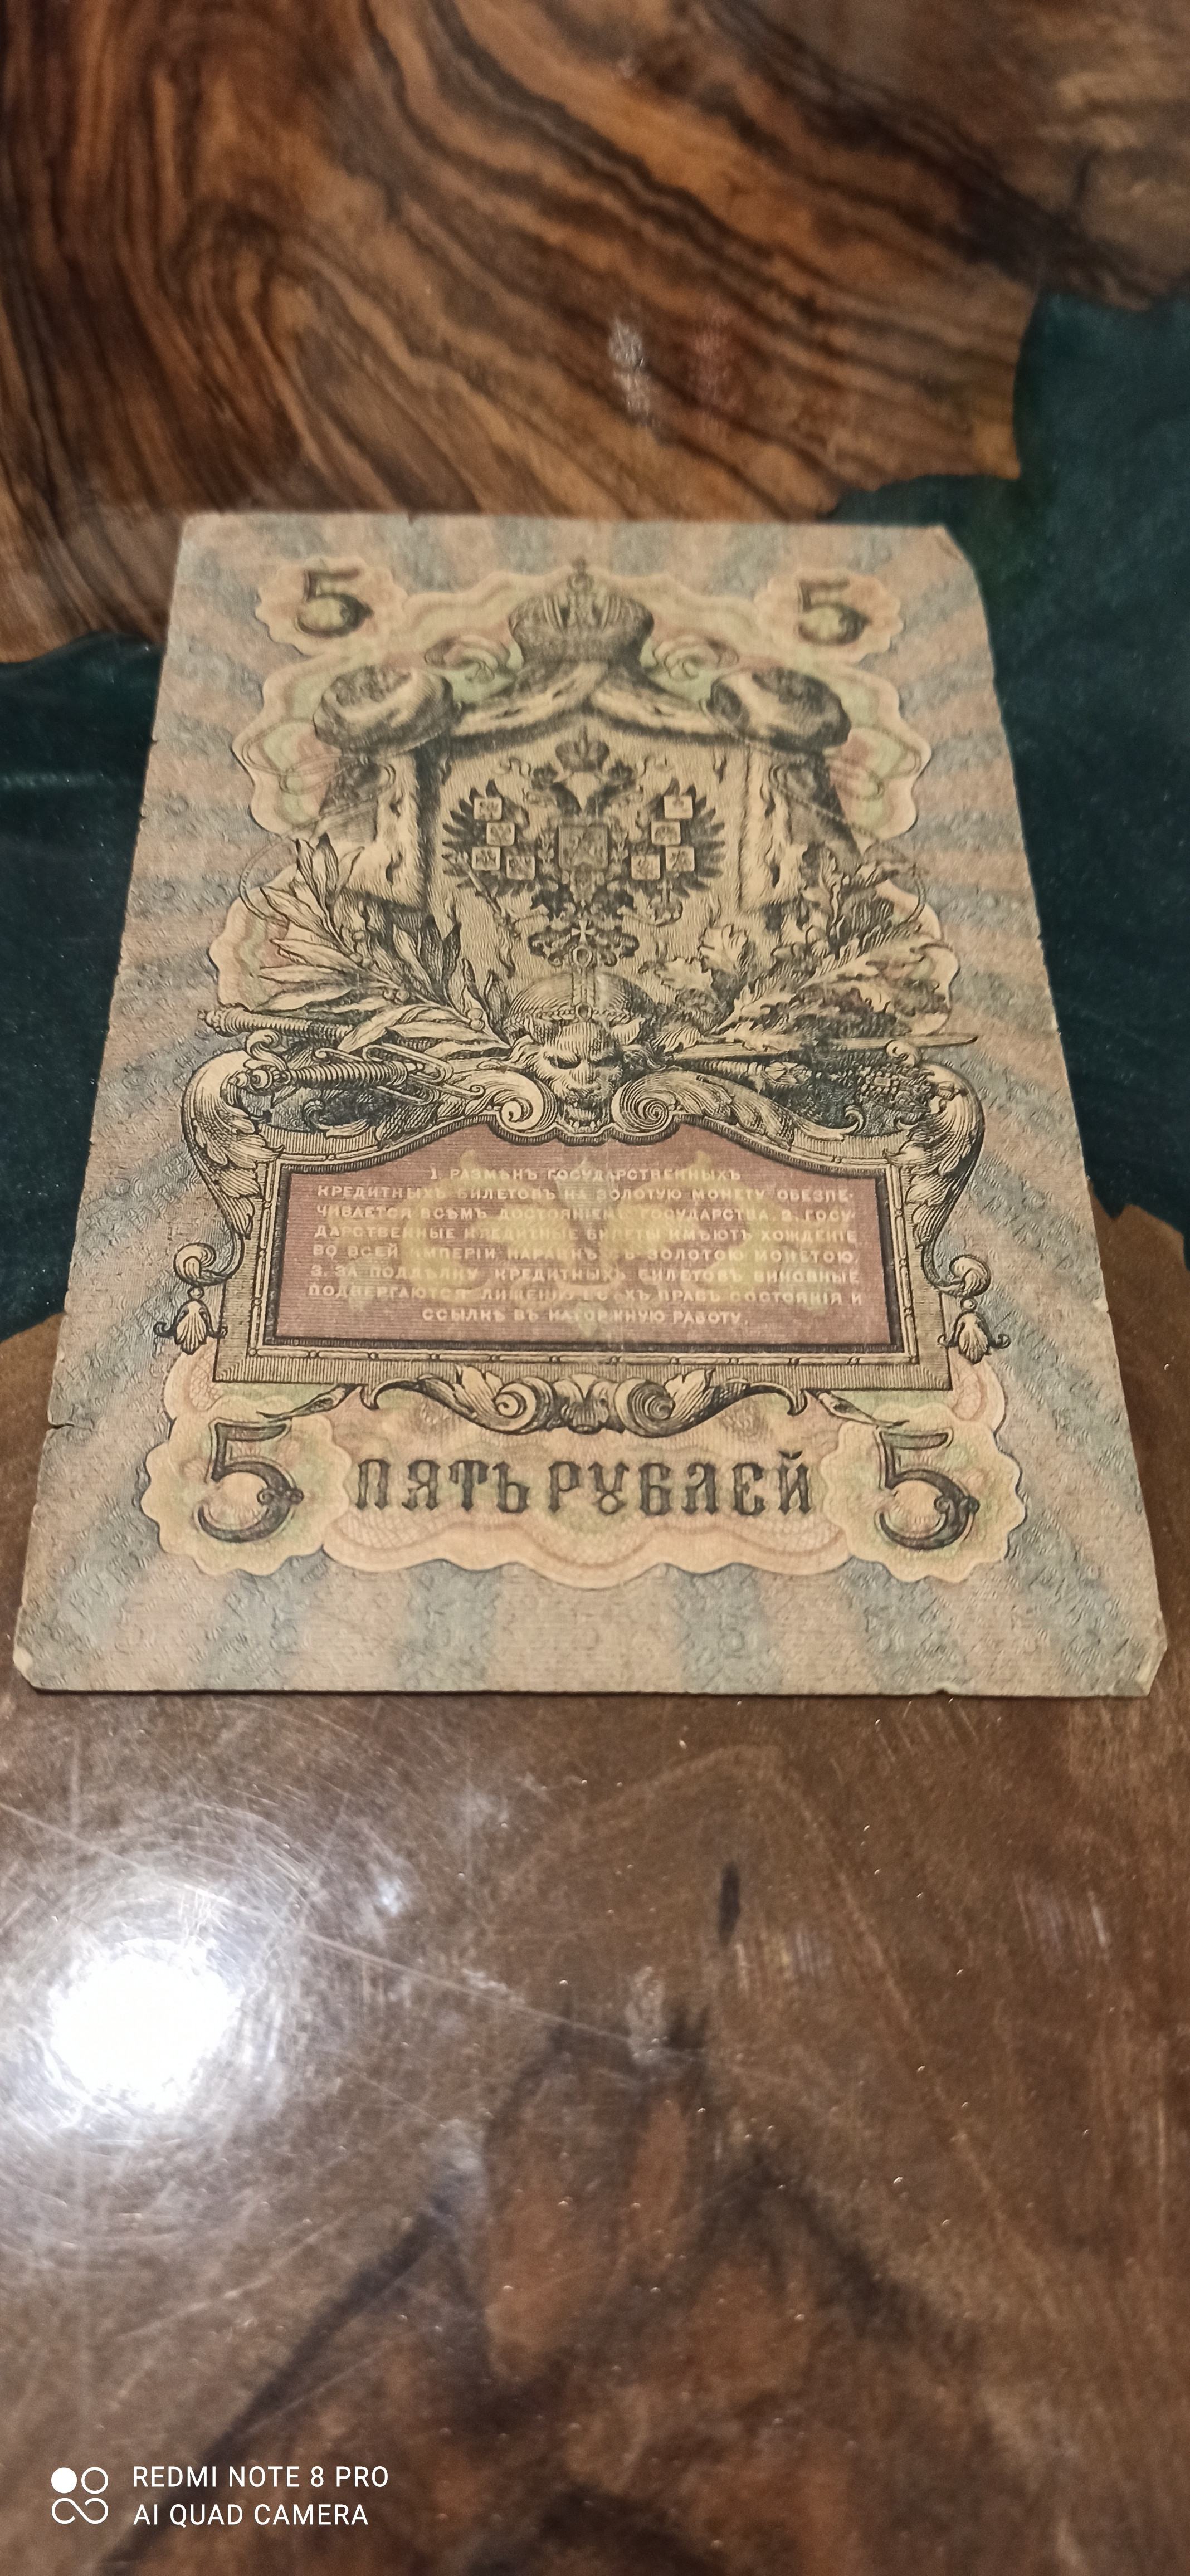 5 5
1. РАЗМѢНЪ ГОСУДАРСТВЕННЫХЪ
КРЕДИТНЫХЪ БИЛЕТОВЪ НА ЗОЛОТУЮ МОНЕТУ ОБЕЗПЕ-
ЧИВАЕТСЯ ВСѢМЪ ДОСТОЯНІЕМЪ ГОСУДАРСТВА. 2. ГОСУ-
ДАРСТВЕННЫЕ КРЕДИТНЫЕ БИЛЕТЫ ИМѢЮТЪ ХОЖДЕНІЕ
ВО ВСЕЙ ИМПЕРІИ НАРАВНѢ СЪ ЗОЛОТОЮ МОНЕТОЮ.
3. ЗА ПОДДѢЛКУ КРЕДИТНЫХЪ БИЛЕТОВЪ ВИНОВНЫЕ
ПОДВЕРГАЮТСЯ ЛИШЕНІЮ ВСѢХЪ ПРАВЪ СОСТОЯНІЯ И
ССЫЛКѢ ВЪ КАТОРЖНУЮ РАБОТУ.
5 ПЯТЬ РУБЛЕЙ 5
REDMI NOTE 8 PRO
AI QUAD CAMERA